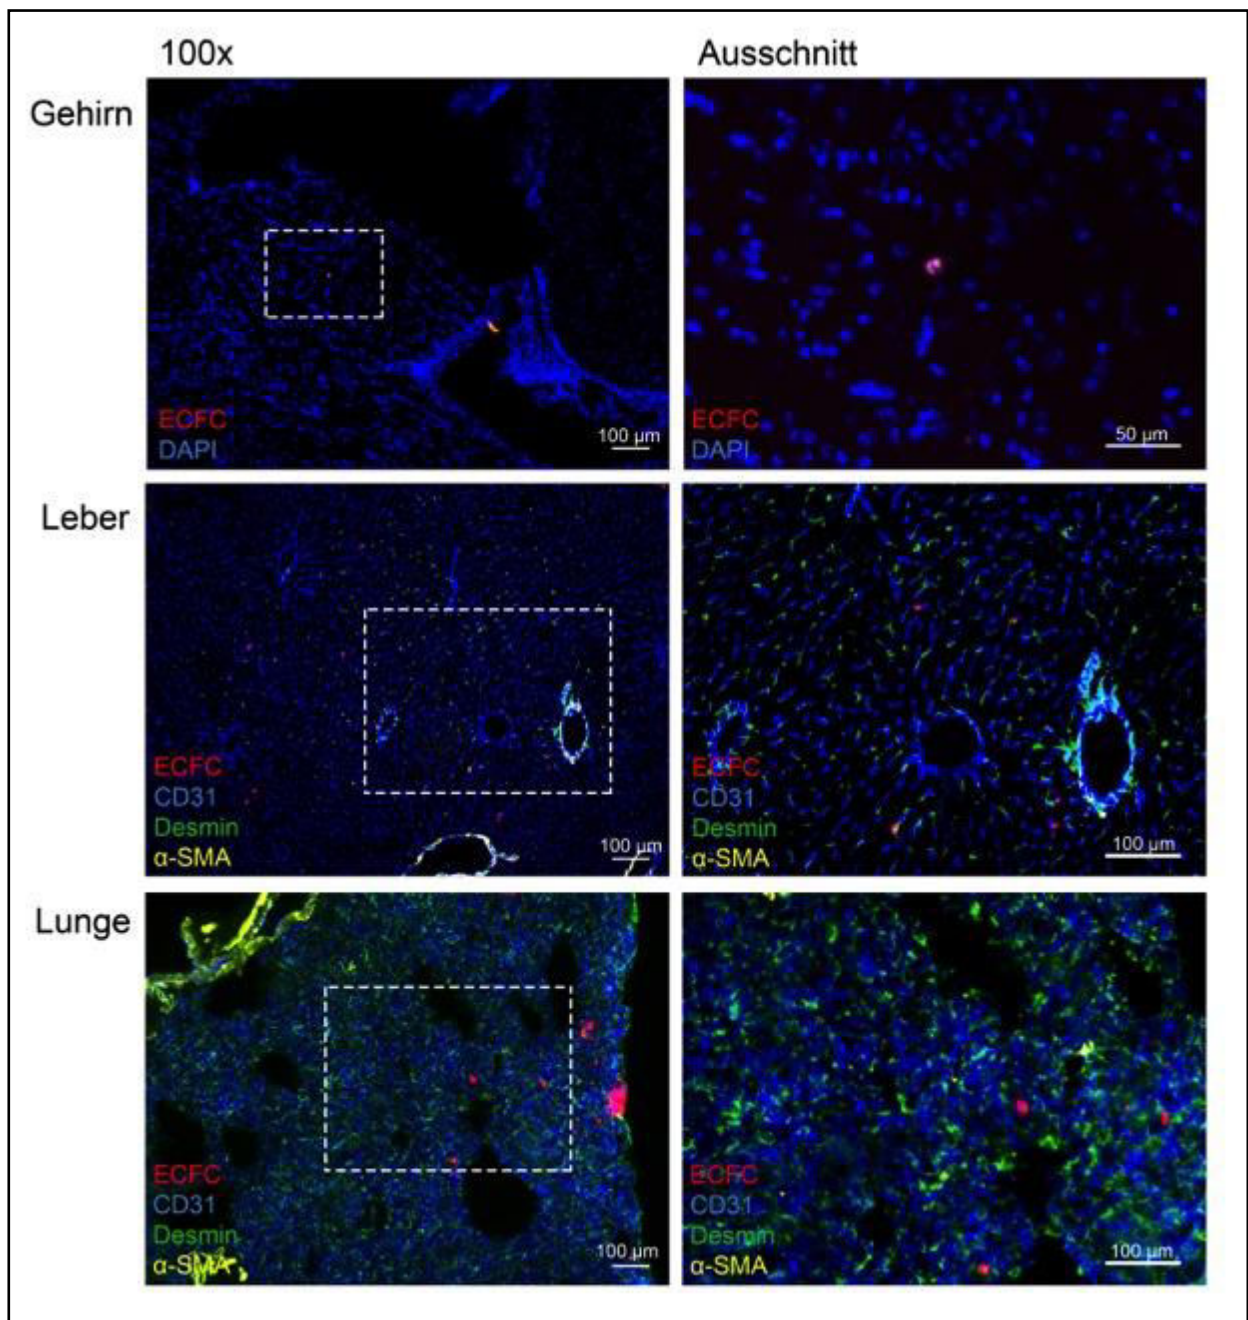 100x
Ausschnitt
Gehirn
ECFC
DAPI
100 µm
ECFC
DAPI
50 µm
Leber
ECFC
CD31
Desmin
α-SMA
100 µm
ECFC
CD31
Desmin
α-SMA
100 µm
Lunge
ECFC
CD31
Desmin
α-SMA
100 µm
ECFC
CD31
Desmin
α-SMA
100 µm